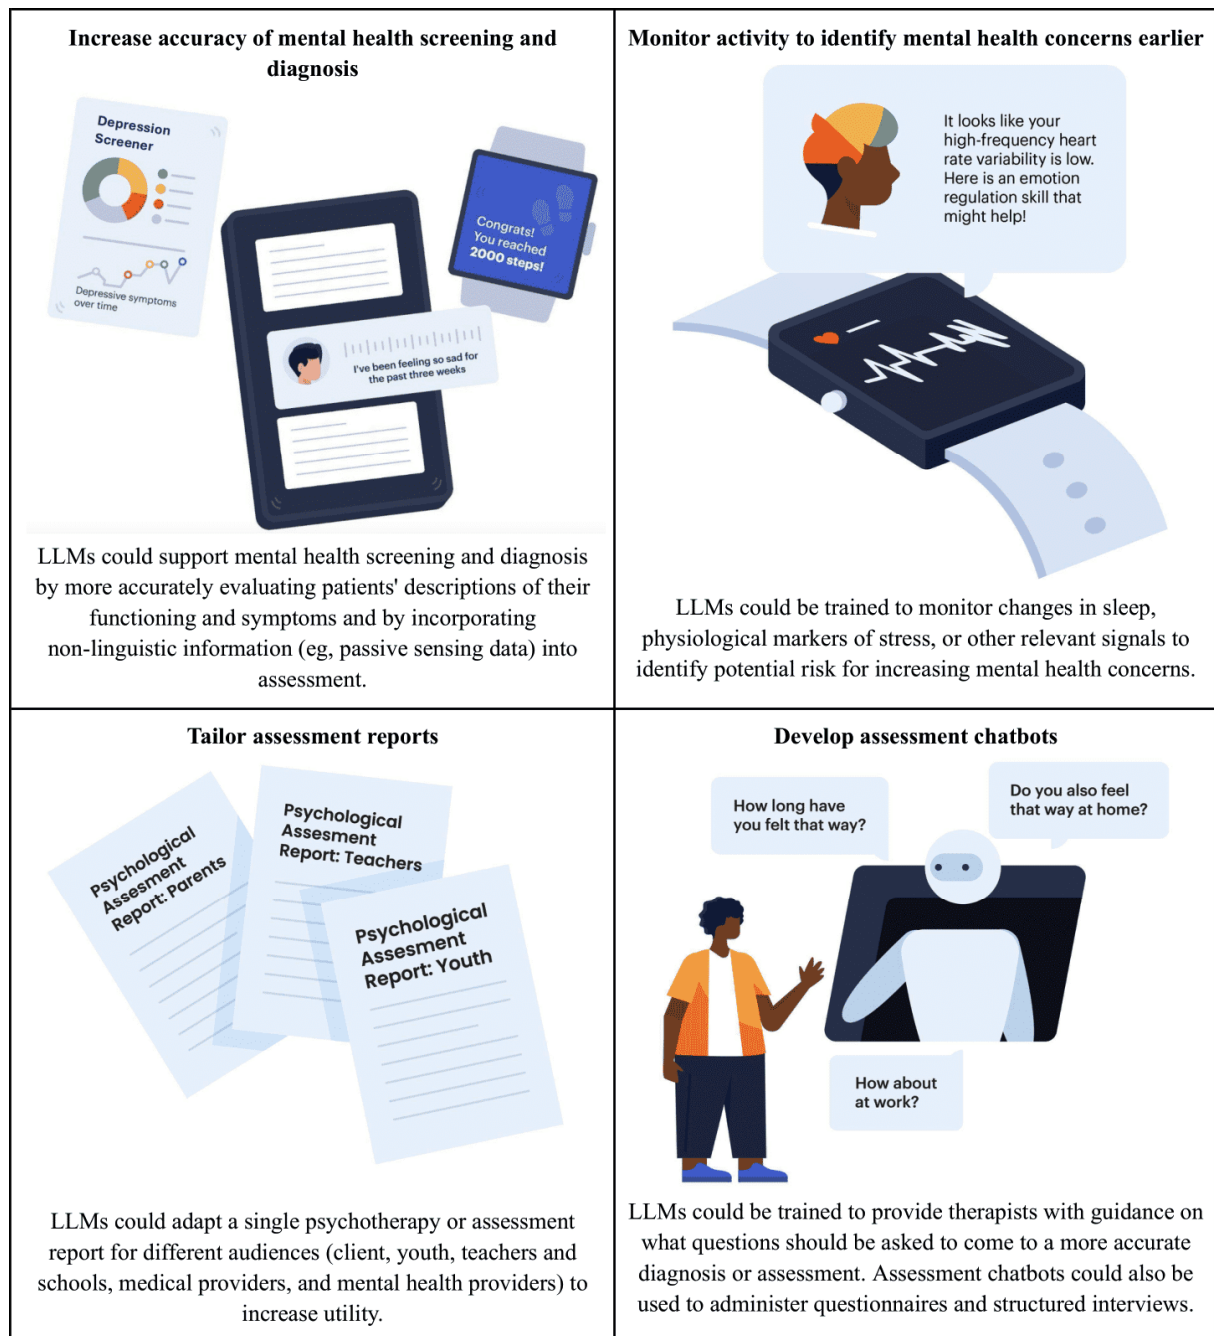 Increase accuracy of mental health screening and
diagnosis
Depression
Screener
Depressive symptoms
over time
Congrats!
You reached
2000 steps!
I've been feeling so sad for
the past three weeks
LLMs could support mental health screening and diagnosis
by more accurately evaluating patients' descriptions of their
functioning and symptoms and by incorporating
non-linguistic information (eg, passive sensing data) into
assessment.
Monitor activity to identify mental health concerns earlier
It looks like your
high-frequency heart
rate variability is low.
Here is an emotion
regulation skill that
might help!
LLMs could be trained to monitor changes in sleep,
physiological markers of stress, or other relevant signals to
identify potential risk for increasing mental health concerns.
Tailor assessment reports
Psychological
Assesment
Report: Parents
Psychological
Assesment
Report: Teachers
Psychological
Assesment
Report: Youth
LLMs could adapt a single psychotherapy or assessment
report for different audiences (client, youth, teachers and
schools, medical providers, and mental health providers) to
increase utility.
Develop assessment chatbots
How long have
you felt that way?
Do you also feel
that way at home?
How about
at work?
LLMs could be trained to provide therapists with guidance on
what questions should be asked to come to a more accurate
diagnosis or assessment. Assessment chatbots could also be
used to administer questionnaires and structured interviews.